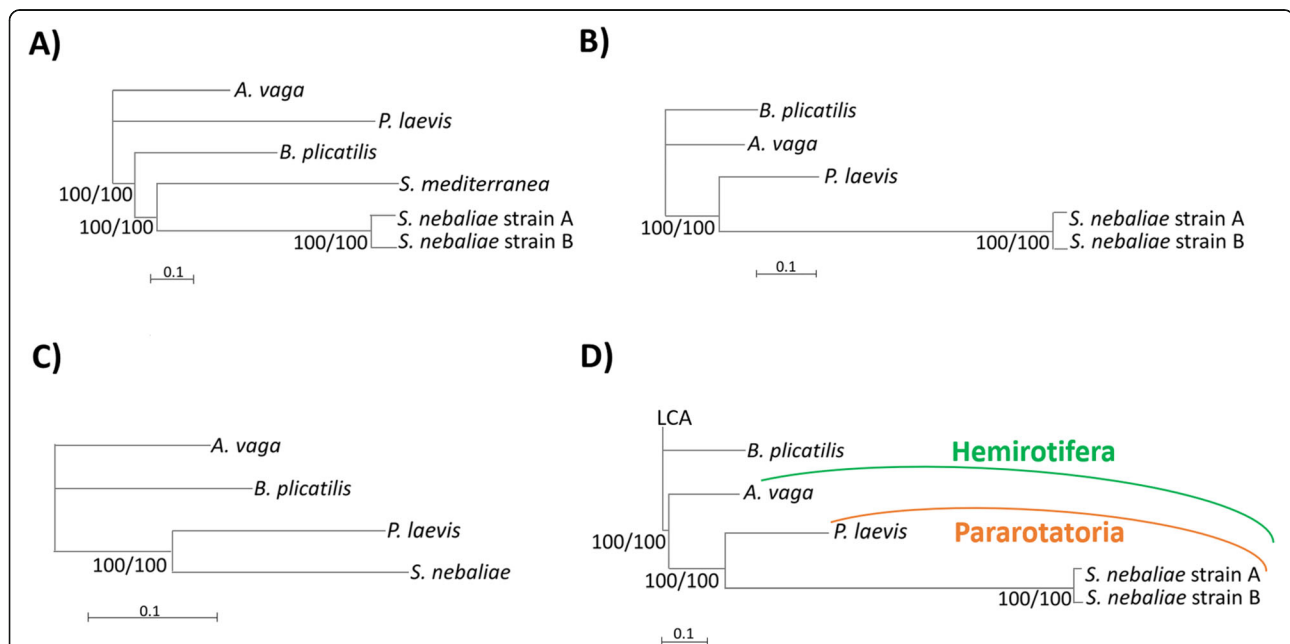 A)
A. vaga
P. laevis
B. plicatilis
100/100
S. mediterranea
100/100
S. nebaliae strain A
100/100
S. nebaliae strain B
0.1
B)
B. plicatilis
A. vaga
P. laevis
100/100
S. nebaliae strain A
100/100
S. nebaliae strain B
0.1
C)
A. vaga
B. plicatilis
P. laevis
100/100
S. nebaliae
0.1
D)
LCA
B. plicatilis
Hemirotifera
A. vaga
P. laevis
Pararotatoria
100/100
100/100
S. nebaliae strain A
100/100
S. nebaliae strain B
0.1